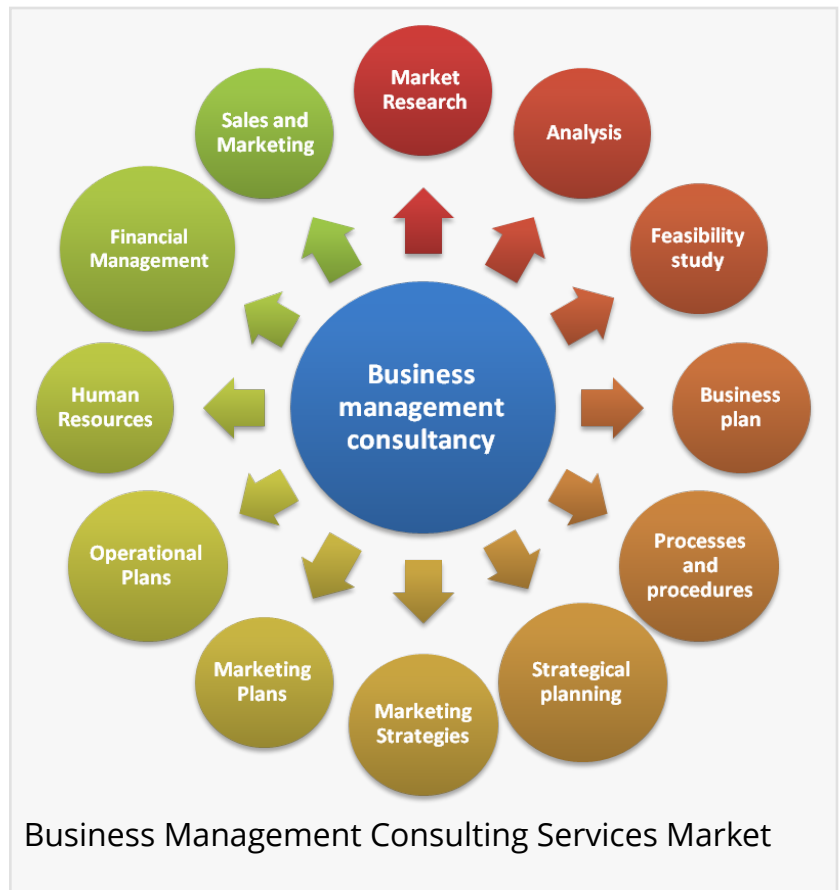 Market
Research
Analysis
Feasibility
study
Business
plan
Processes
and
procedures
Strategical
planning
Marketing
Strategies
Marketing
Plans
Operational
Plans
Human
Resources
Financial
Management
Sales and
Marketing
Business
management
consultancy
Business Management Consulting Services Market